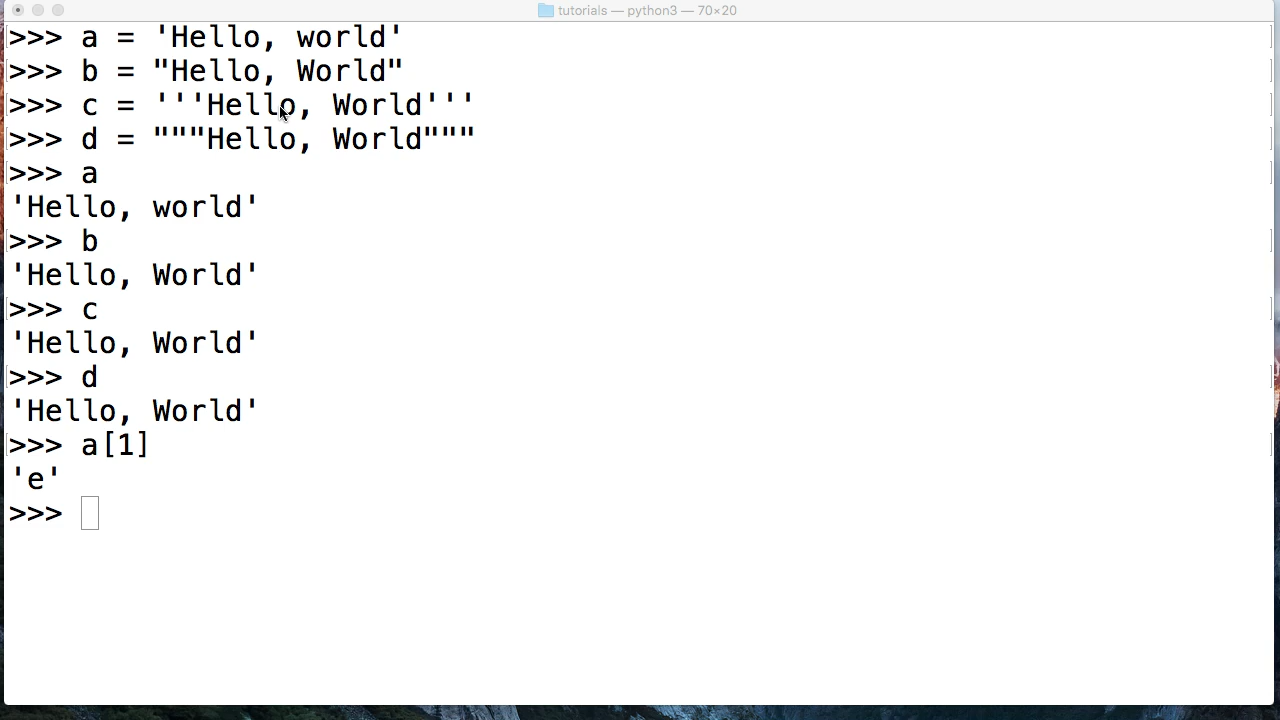 tutorials — python3 — 70×20
>>> a = 'Hello, world'
>>> b = "Hello, World"
>>> c = '''Hello, World'''
>>> d = """Hello, World"""
>>> a
'Hello, world'
>>> b
'Hello, World'
>>> c
'Hello, World'
>>> d
'Hello, World'
>>> a[1]
'e'
>>>